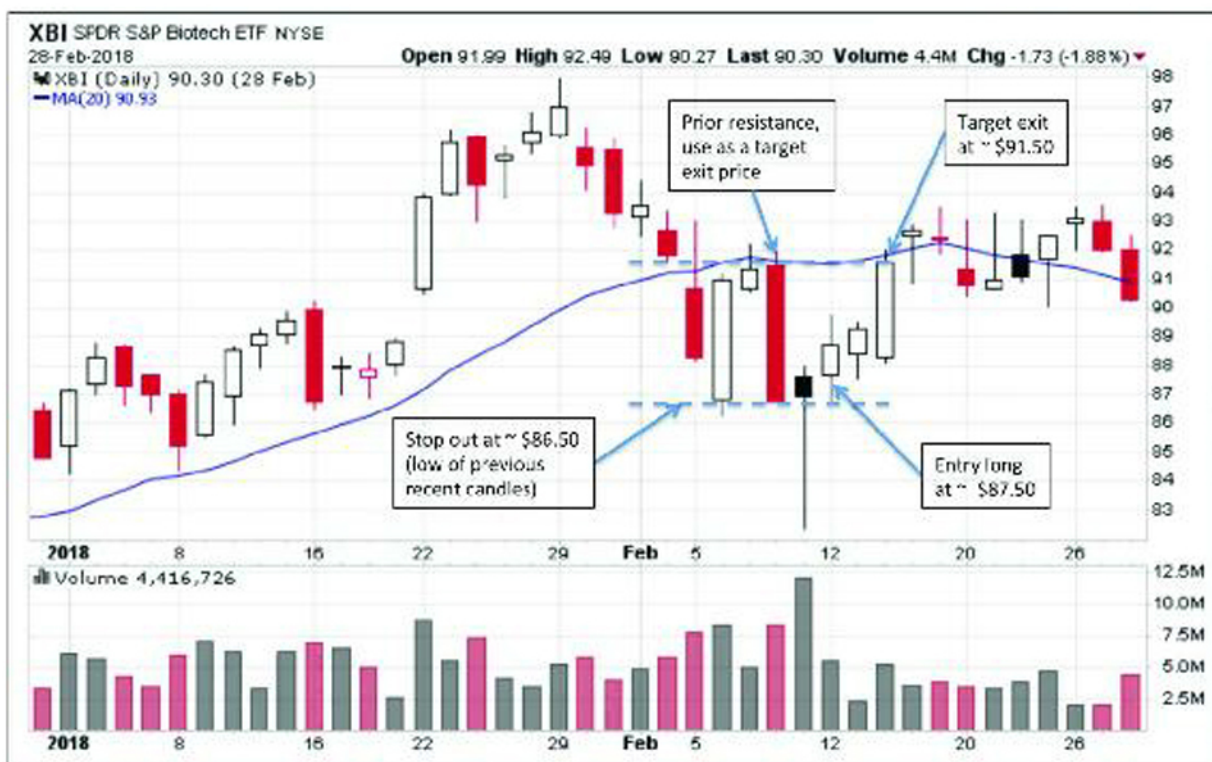 XBI SPDR S&P Biotech ETF NYSE
28-Feb-2018
Open 91.99 High 92.49 Low 90.27 Last 90.30 Volume 4.4M Chg -1.73 (-1.88%)
XBI (Daily) 90.30 (28 Feb)
MA(20) 90.93
98
97
96
95
94
93
92
91
90
89
88
87
86
85
84
83
Prior resistance,
use as a target
exit price
Target exit
at ~ $91.50
Stop out at ~ $86.50
(low of previous
recent candles)
Entry long
at ~ $87.50
2018 8 16 22 29 Feb 5 12 20 26
Volume 4,416,726
12.5M
10.0M
7.5M
5.0M
2.5M
2018 8 16 22 29 Feb 5 12 20 26